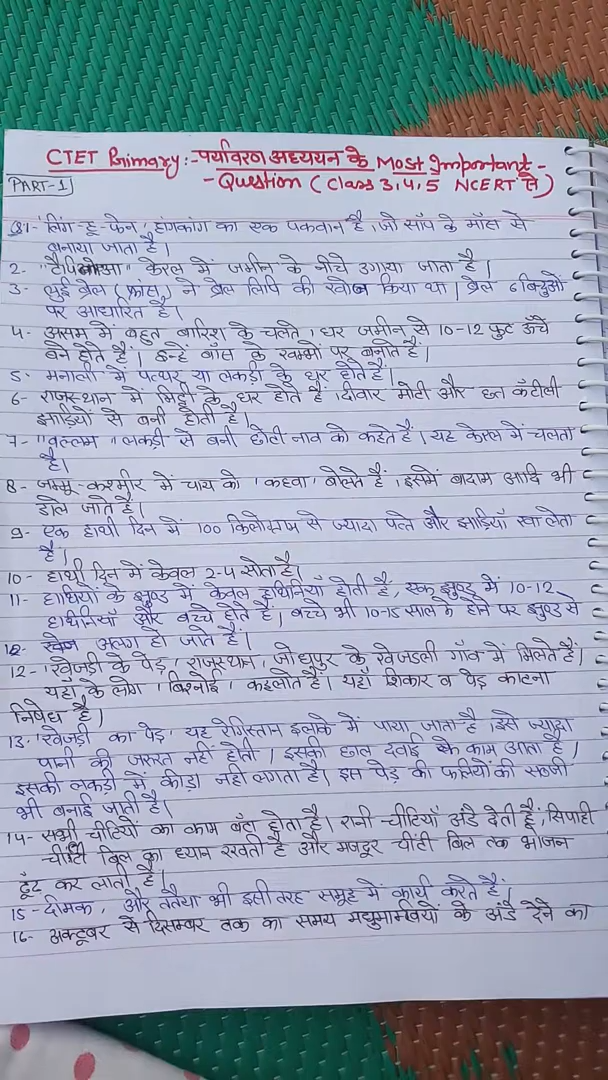 CTET Primary:- पर्यावरण अध्ययन के Most Important -
PART-1
- Question (Class 3,4,5 NCERT से)
Q1- 'लिंग-हू-फेन' हांगकांग का एक पकवान है, जो साँप के माँस से
बनाया जाता है।
2- "टैपिओका" केरल में जमीन के नीचे उगाया जाता है।
3- लुई ब्रेल (फ्रांस) ने ब्रेल लिपि की खोज किया था। ब्रेल 6 बिंदुओं
पर आधारित है।
4- असम में बहुत बारिश के चलते, घर जमीन से 10-12 फुट ऊँचे
बने होते हैं। इन्हें बाँस के खम्भों पर बनाते हैं।
5- मनाली में पत्थर या लकड़ी के घर होते हैं।
6- राजस्थान में मिट्टी के घर होते हैं, दीवार मोटी और छत कँटीली
झाड़ियों से बनी होती है।
7- "वल्लम" लकड़ी से बनी छोटी नाव को कहते हैं। यह केरल में चलता
है।
8- जम्मू-कश्मीर में चाय को 'कहवा' बोलते हैं, इसमें बादाम आदि भी
डाले जाते हैं।
9- एक हाथी दिन में 100 किलोग्राम से ज्यादा पत्ते और झाड़ियाँ खा लेता
है।
10- हाथी दिन में केवल 2-4 सोता है।
11- हाथियों के झुण्ड में केवल हथिनियाँ होती है, एक झुण्ड में 10-12
हाथिनियाँ और बच्चे होते हैं। बच्चे भी 10-15 साल के होने पर झुण्ड से
12- अलग हो जाते हैं।
12- 'खेजड़ी के पेड़', राजस्थान, जोधपुर के खेजडली गाँव में मिलते हैं।
यहाँ के लोग 'बिश्नोई' कहलाते हैं। यहाँ शिकार व पेड़ काटना
निषेध है।
13- 'खेजड़ी का पेड़' यह रेगिस्तान इलाके में पाया जाता है, इसे ज्यादा
पानी की जरुरत नहीं होती। इसकी छाल दवाई के काम आता है।
इसकी लकड़ी में कीड़ा नहीं लगता है। इस पेड़ की फलियों की सब्जी
भी बनाई जाती है।
14- सभी चीटियों का काम बँटा होता है। रानी चीटियाँ अंडे देती हैं, सिपाही
चींटी बिल का ध्यान रखती है और मजदूर चींटी बिल तक भोजन
ढूँढ़ कर लाती है।
15- दीमक, और ततैया भी इसी तरह समूह में कार्य करते हैं।
16- अक्टूबर से दिसम्बर तक का समय मधुमक्खियों के अंडे देने का